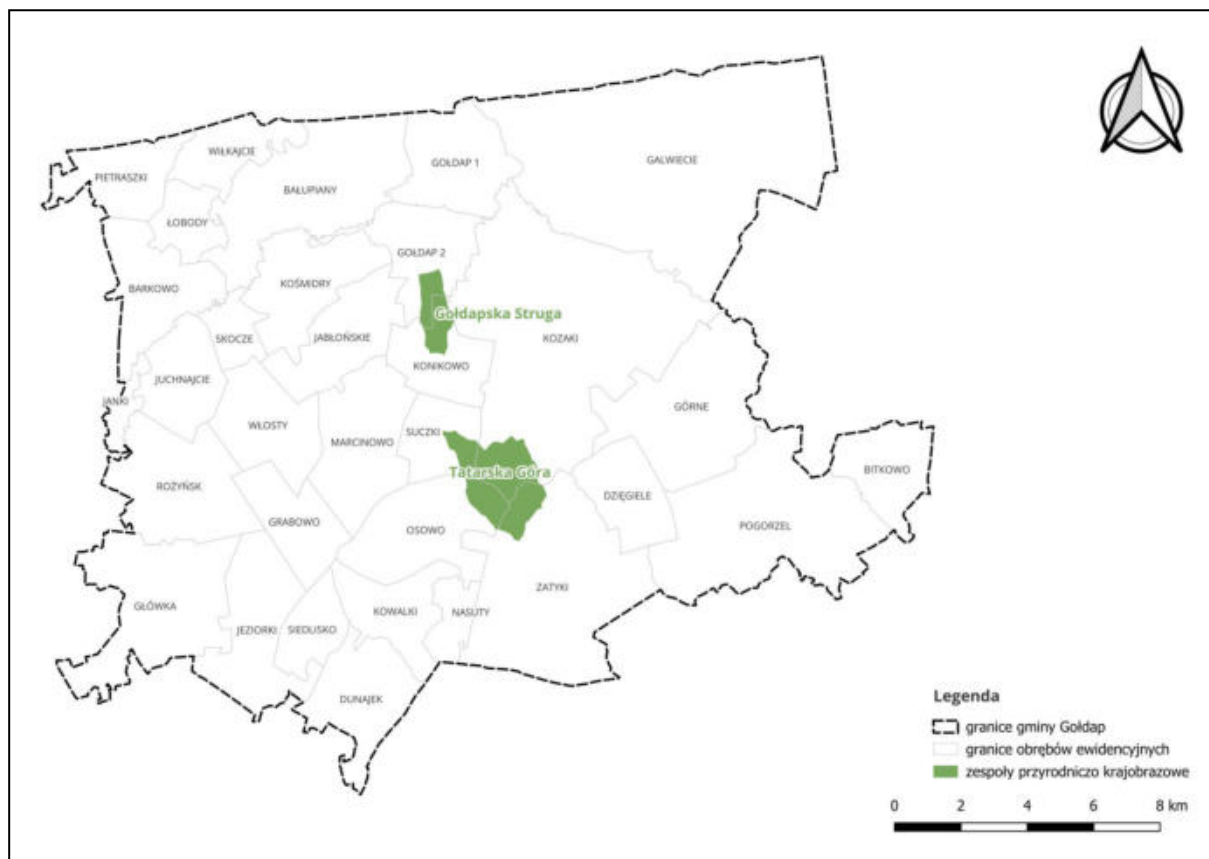 WIŁKAJCIE
GOŁDAP 1
GALWIECIE
PIETRASZKI
BAŁUPIANY
ŁOBODY
GOŁDAP 2
BARKOWO
KOŚMIDRY
Gołdapska Struga
SKOCZE
JABŁOŃSKIE
KOZAKI
KONIKOWO
JUCHNAJCIE
JANKI
GÓRNE
WŁOSTY
SUCZKI
MARCINOWO
Tatarska Góra
BITKOWO
ROŻYŃSK
DZIĘGIELE
GRABOWO
OSOWO
POGORZEL
ZATYKI
GŁÓWKA
KOWALKI
NASUTY
JEZIORKI
SIEDLISKO
DUNAJEK
Legenda
granice gminy Gołdap
granice obrębów ewidencyjnych
zespoły przyrodniczo krajobrazowe
0 2 4 6 8 km